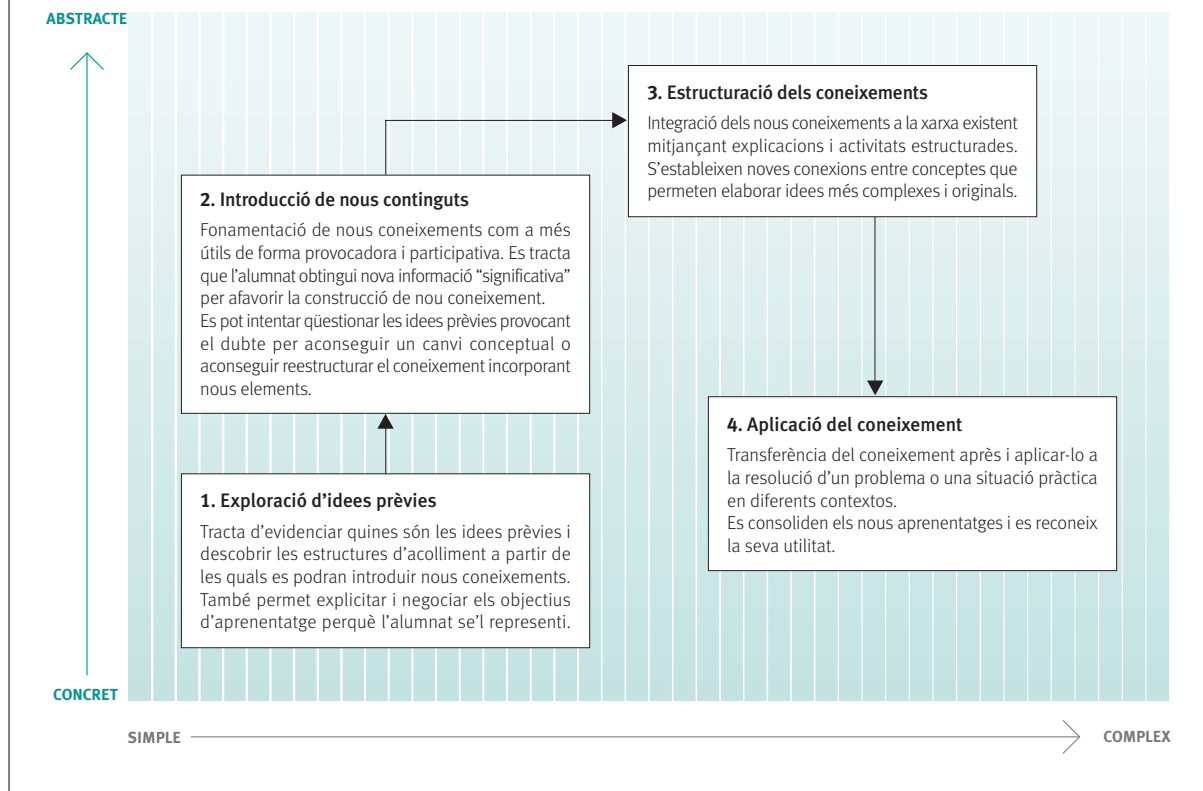 ABSTRACTE
3. Estructuració dels coneixements
Integració dels nous coneixements a la xarxa existent
mitjançant explicacions i activitats estructurades.
S’estableixen noves conexions entre conceptes que
permeten elaborar idees més complexes i originals.
2. Introducció de nous continguts
Fonamentació de nous coneixements com a més
útils de forma provocadora i participativa. Es tracta
que l’alumnat obtingui nova informació “significativa”
per afavorir la construcció de nou coneixement.
Es pot intentar qüestionar les idees prèvies provocant
el dubte per aconseguir un canvi conceptual o
aconseguir reestructurar el coneixement incorporant
nous elements.
4. Aplicació del coneixement
Transferència del coneixement après i aplicar-lo a
la resolució d’un problema o una situació pràctica
en diferents contextos.
Es consoliden els nous aprenentatges i es reconeix
la seva utilitat.
1. Exploració d’idees prèvies
Tracta d’evidenciar quines són les idees prèvies i
descobrir les estructures d’acolliment a partir de
les quals es podran introduir nous coneixements.
També permet explicitar i negociar els objectius
d’aprenentatge perquè l’alumnat se’l representi.
CONCRET
SIMPLE
COMPLEX